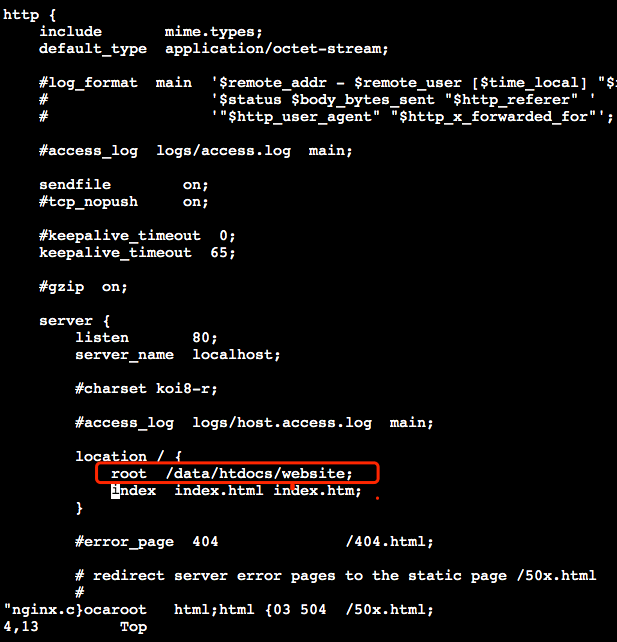 http {
    include       mime.types;
    default_type  application/octet-stream;
    #log_format  main  '$remote_addr - $remote_user [$time_local] "$
    #                  '$status $body_bytes_sent "$http_referer" '
    #                  '"$http_user_agent" "$http_x_forwarded_for"';
    #access_log  logs/access.log  main;
    sendfile        on;
    #tcp_nopush     on;
    #keepalive_timeout  0;
    keepalive_timeout  65;
    #gzip  on;
    server {
        listen       80;
        server_name  localhost;
        #charset koi8-r;
        #access_log  logs/host.access.log  main;
        location / {
            root  /data/htdocs/website;
            index  index.html index.htm;
        }
        #error_page  404              /404.html;
        # redirect server error pages to the static page /50x.html
        #
"nginx.c}ocaroot   html;html {03 504  /50x.html;
4,13         Top